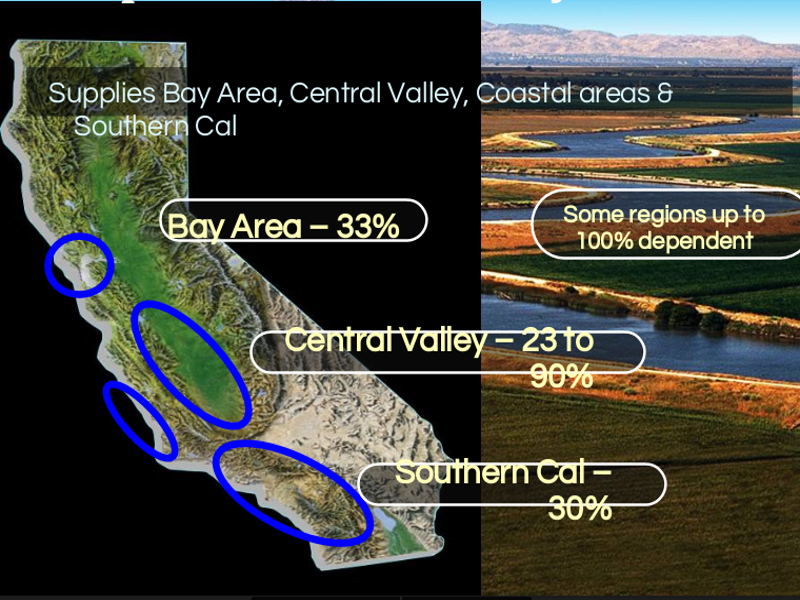 Supplies Bay Area, Central Valley, Coastal areas &
Southern Cal
Bay Area – 33%
Some regions up to
100% dependent
Central Valley – 23 to
90%
Southern Cal –
30%